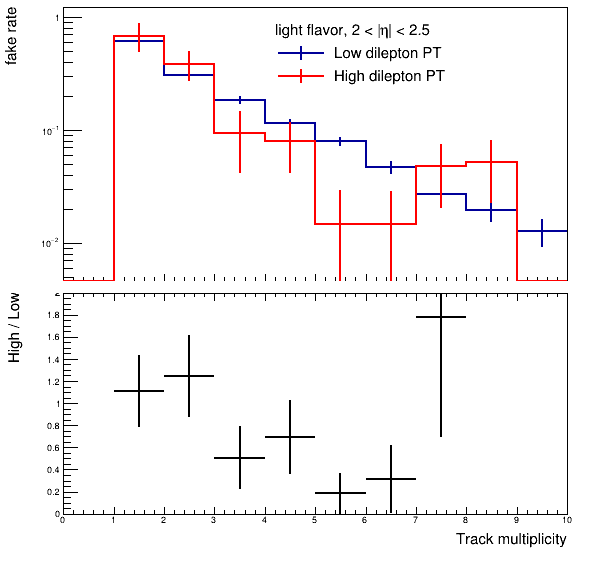 fake rate
light flavor, 2 < |η| < 2.5
Low dilepton PT
High dilepton PT
1
10⁻¹
10⁻²
High / Low
2
1.8
1.6
1.4
1.2
1
0.8
0.6
0.4
0.2
0
0 1 2 3 4 5 6 7 8 9 10
Track multiplicity